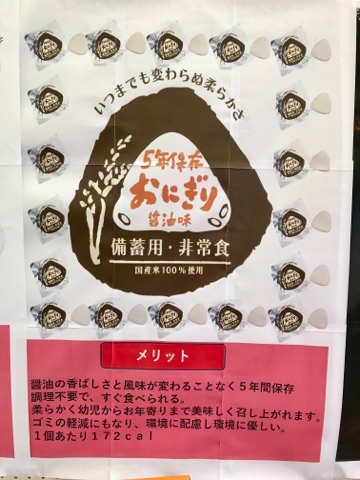 いつまでも変わらぬ柔らかさ
5年保存
おにぎり
醤油味
備蓄用・非常食
国産米100%使用
メリット
醤油の香ばしさと風味が変わることなく5年間保存
調理不要で、すぐ食べられる。
柔らかく幼児からお年寄りまで美味しく召し上がれます。
ゴミの軽減にもなり、環境に配慮し環境に優しい。
1個あたり172cal